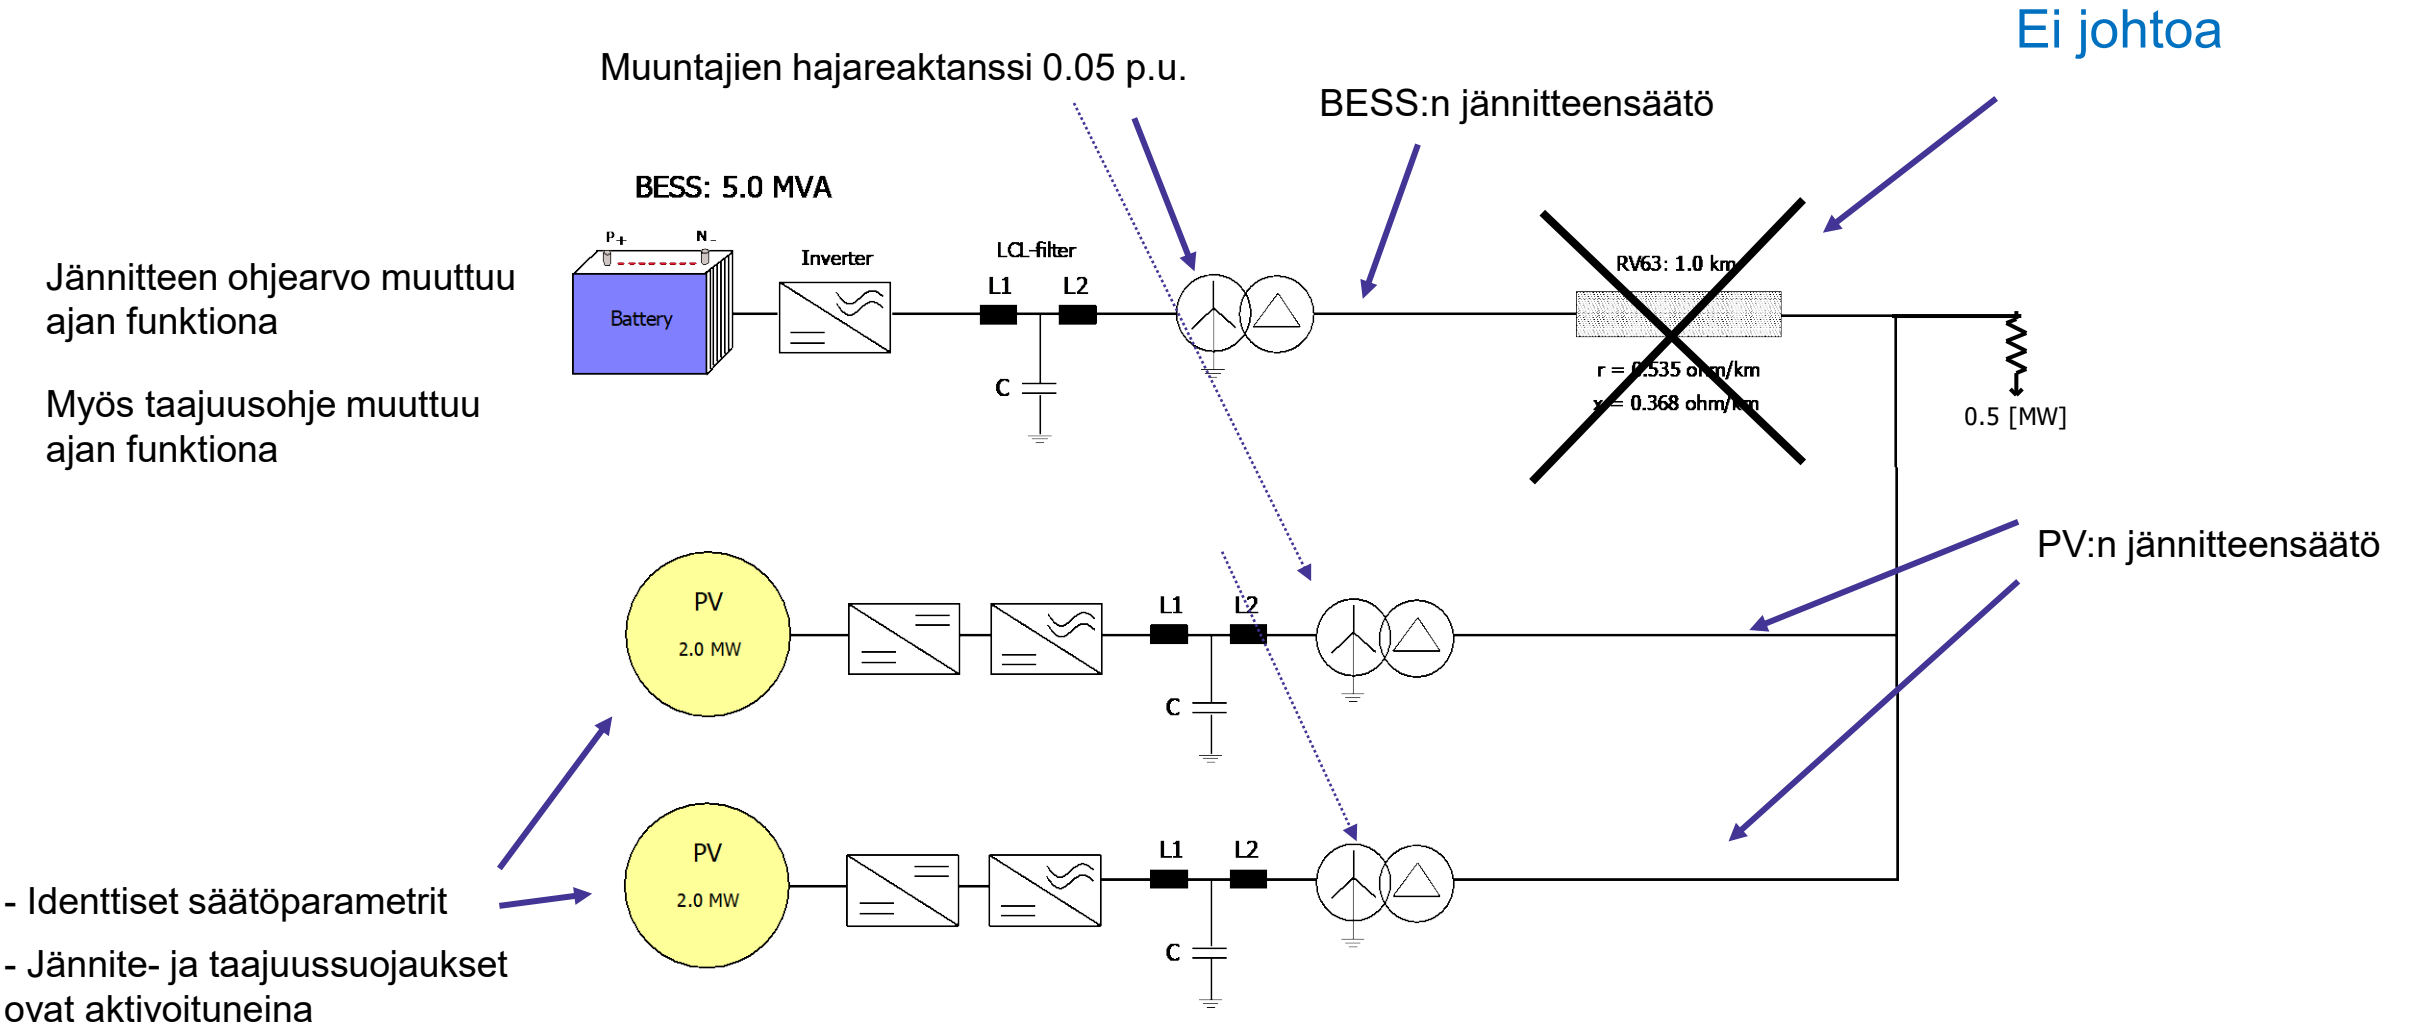 Ei johtoa
Muuntajien hajareaktanssi 0.05 p.u.
BESS:n jännitteensäätö
BESS: 5.0 MVA
P+
N-
Battery
Inverter
LCL-filter
L1
L2
C
RV63: 1.0 km
r = 0.535 ohm/km
x = 0.368 ohm/km
0.5 [MW]
Jännitteen ohjearvo muuttuu
ajan funktiona
Myös taajuusohje muuttuu
ajan funktiona
PV:n jännitteensäätö
PV
2.0 MW
L1
L2
C
PV
2.0 MW
L1
L2
C
- Identtiset säätöparametrit
- Jännite- ja taajuussuojaukset
ovat aktivoituneina